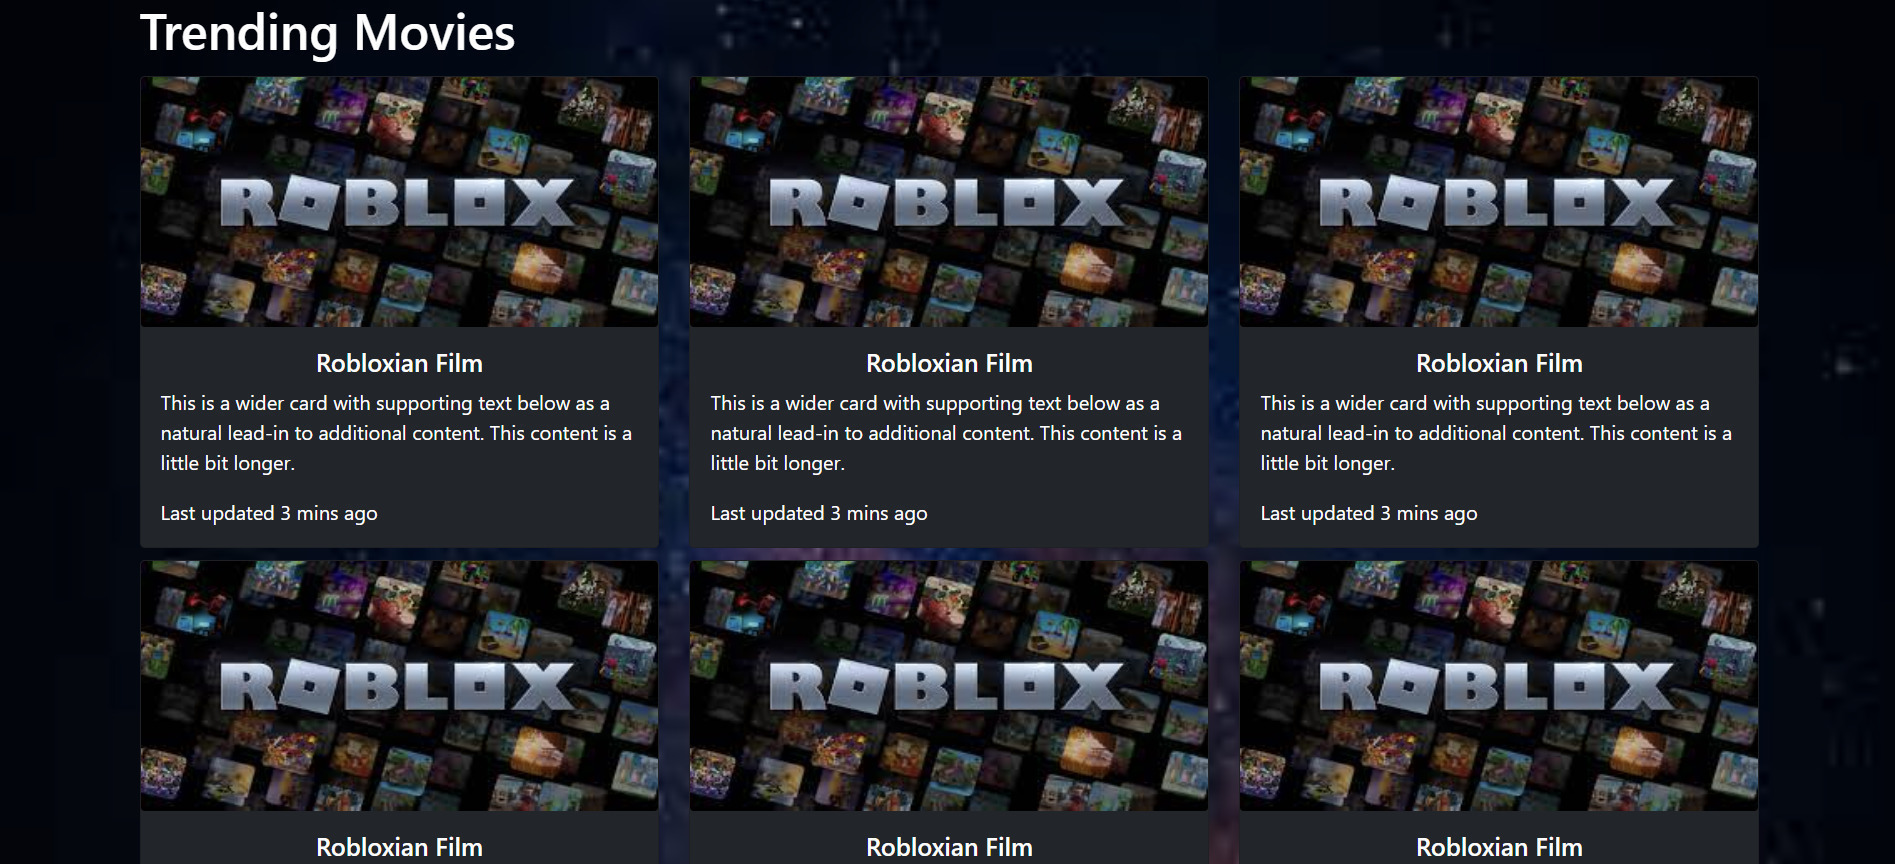 Trending Movies
ROBLOX
ROBLOX
ROBLOX
Robloxian Film
This is a wider card with supporting text below as a
natural lead-in to additional content. This content is a
little bit longer.
Last updated 3 mins ago
Robloxian Film
This is a wider card with supporting text below as a
natural lead-in to additional content. This content is a
little bit longer.
Last updated 3 mins ago
Robloxian Film
This is a wider card with supporting text below as a
natural lead-in to additional content. This content is a
little bit longer.
Last updated 3 mins ago
ROBLOX
ROBLOX
ROBLOX
Robloxian Film
Robloxian Film
Robloxian Film